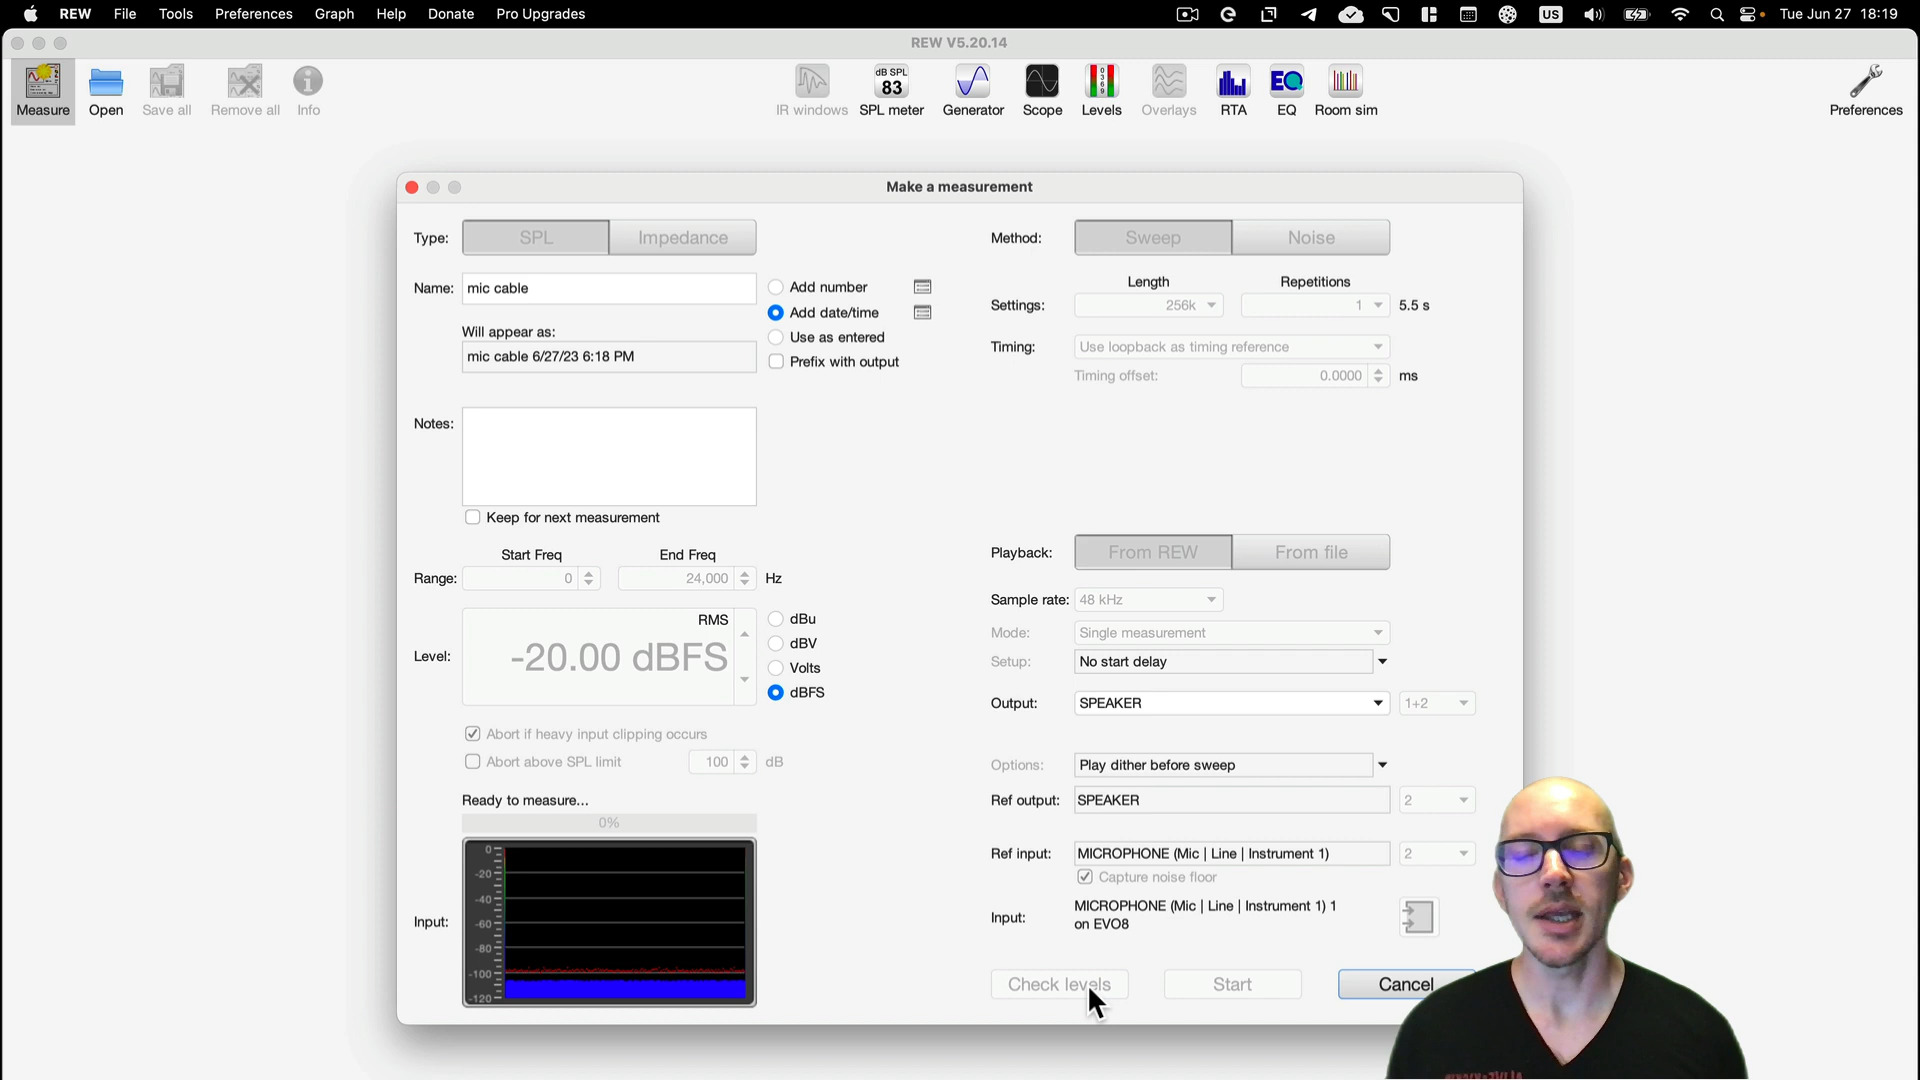 REW File Tools Preferences Graph Help Donate Pro Upgrades US Tue Jun 27 18:19
REW V5.20.14
dB SPL
83
EQ
Measure Open Save all Remove all Info IR windows SPL meter Generator Scope Levels Overlays RTA EQ Room sim Preferences
Make a measurement
Type: SPL Impedance
Method: Sweep Noise
Name: mic cable
Add number
Add date/time
Use as entered
Prefix with output
Will appear as:
mic cable 6/27/23 6:18 PM
Length Repetitions
Settings: 256k 1 5.5 s
Timing: Use loopback as timing reference
Timing offset: 0.0000 ms
Notes:
Keep for next measurement
Start Freq End Freq
Range: 0 24,000 Hz
Playback: From REW From file
Sample rate: 48 kHz
Mode: Single measurement
Setup: No start delay
Level: RMS
-20.00 dBFS
dBu
dBV
Volts
dBFS
Output: SPEAKER 1+2
Abort if heavy input clipping occurs
Abort above SPL limit 100 dB
Options: Play dither before sweep
Ref output: SPEAKER 2
Ready to measure...
0%
Ref input: MICROPHONE (Mic | Line | Instrument 1) 2
Capture noise floor
Input: MICROPHONE (Mic | Line | Instrument 1) 1
on EVO8
Input:
0
-20
-40
-60
-80
-100
-120
Check levels Start Cancel